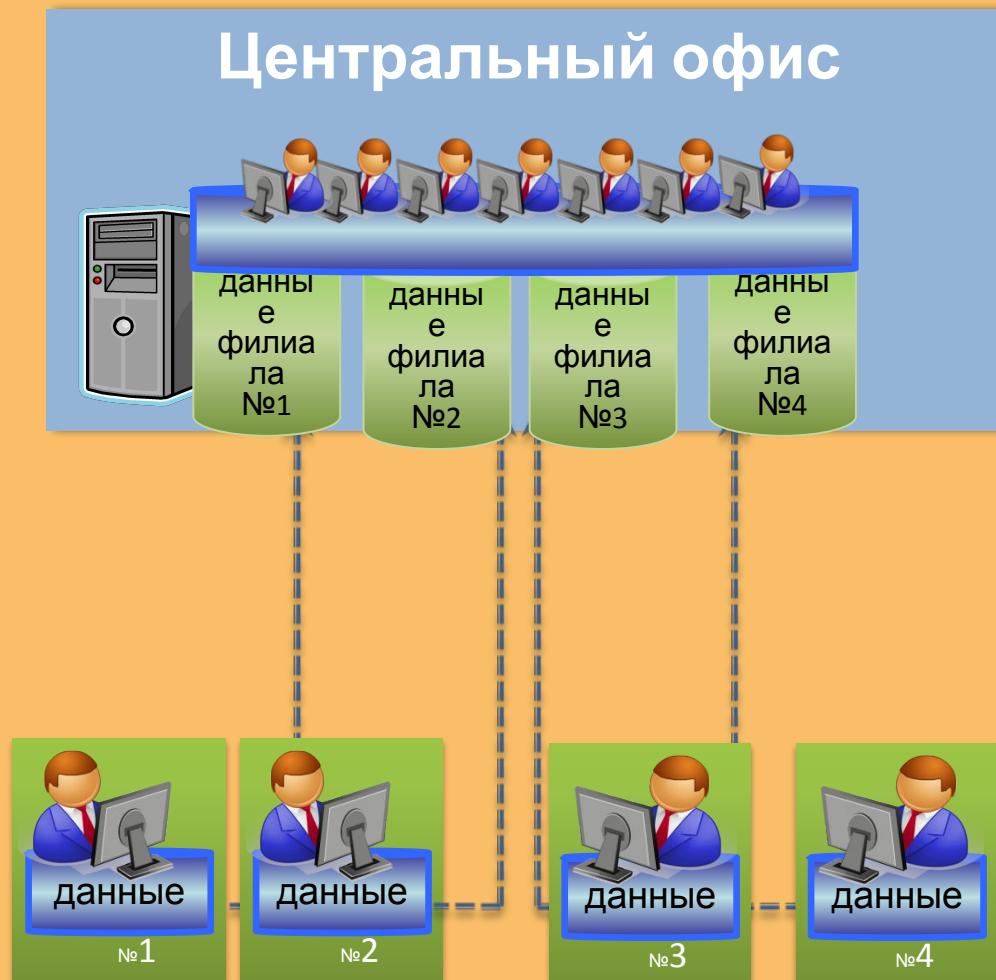 Центральный офис
данны
е
филиа
ла
№1
данны
е
филиа
ла
№2
данны
е
филиа
ла
№3
данны
е
филиа
ла
№4
данные
№1
данные
№2
данные
№3
данные
№4